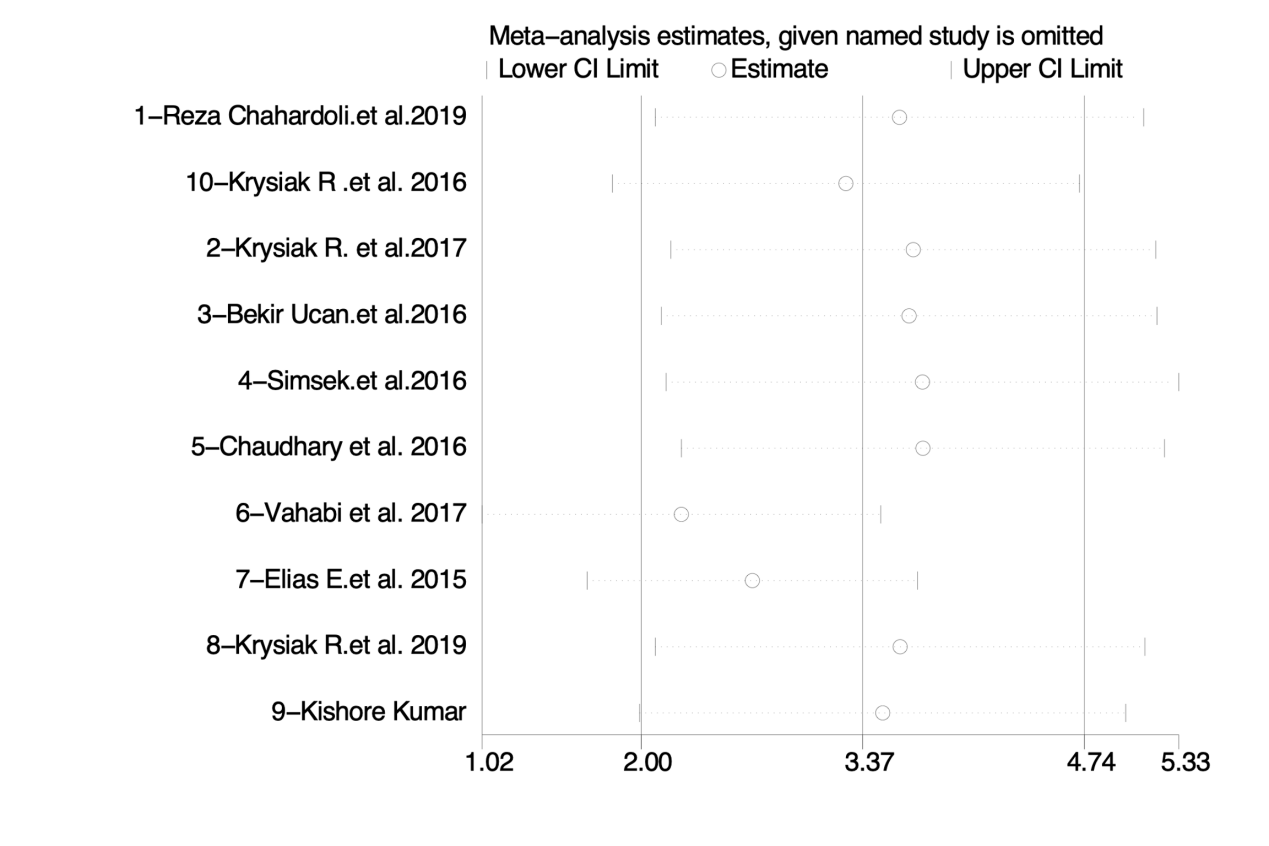 Meta−analysis estimates, given named study is omitted
Lower CI Limit Estimate Upper CI Limit
1−Reza Chahardoli.et al.2019
10−Krysiak R .et al. 2016
2−Krysiak R. et al.2017
3−Bekir Ucan.et al.2016
4−Simsek.et al.2016
5−Chaudhary et al. 2016
6−Vahabi et al. 2017
7−Elias E.et al. 2015
8−Krysiak R.et al. 2019
9−Kishore Kumar
1.02 2.00 3.37 4.74 5.33